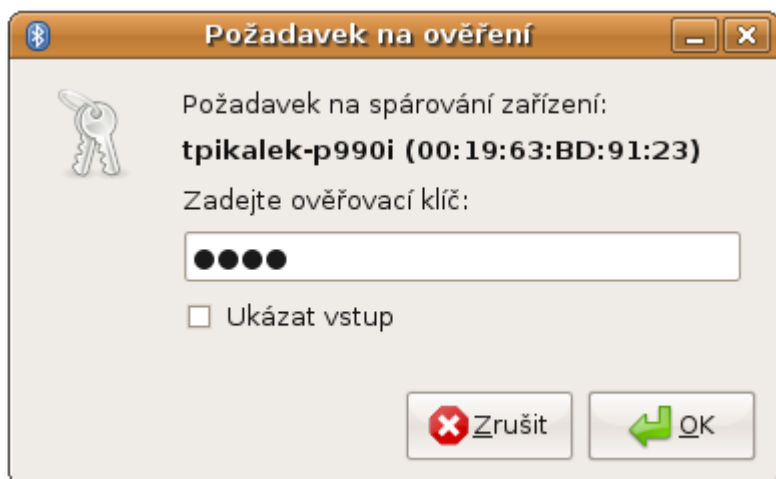 Požadavek na ověření
Požadavek na spárování zařízení:
tpikalek-p990i (00:19:63:BD:91:23)
Zadejte ověřovací klíč:
●●●●
Ukázat vstup
Zrušit
OK